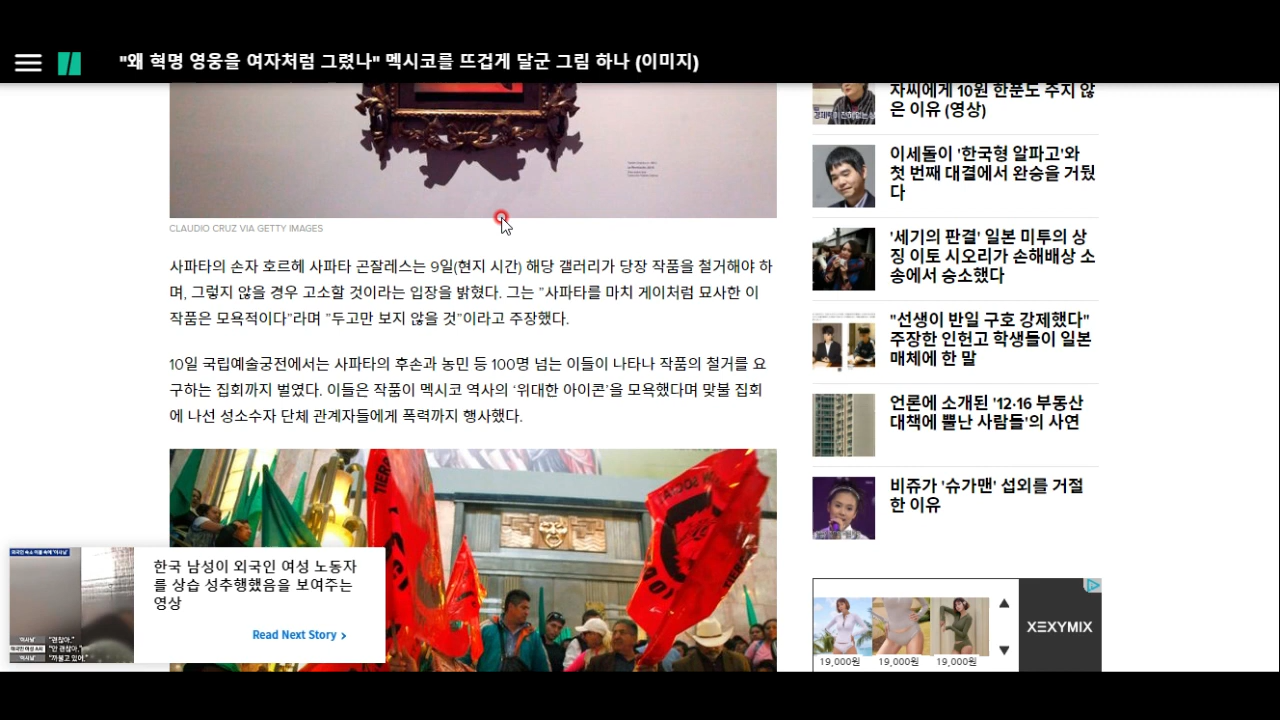 "왜 혁명 영웅을 여자처럼 그렸나" 멕시코를 뜨겁게 달군 그림 하나 (이미지)
CLAUDIO CRUZ VIA GETTY IMAGES
사파타의 손자 호르헤 사파타 곤잘레스는 9일(현지 시간) 해당 갤러리가 당장 작품을 철거해야 하
며, 그렇지 않을 경우 고소할 것이라는 입장을 밝혔다. 그는 ”사파타를 마치 게이처럼 묘사한 이
작품은 모욕적이다”라며 ”두고만 보지 않을 것”이라고 주장했다.
10일 국립예술궁전에서는 사파타의 후손과 농민 등 100명 넘는 이들이 나타나 작품의 철거를 요
구하는 집회까지 벌였다. 이들은 작품이 멕시코 역사의 ‘위대한 아이콘’을 모욕했다며 맞불 집회
에 나선 성소수자 단체 관계자들에게 폭력까지 행사했다.
한국 남성이 외국인 여성 노동자
를 상습 성추행했음을 보여주는
영상
Read Next Story
"괜찮아."
"안 괜찮아."
"까불고 있어."
자씨에게 10원 한푼도 주지 않
은 이유 (영상)
이세돌이 '한국형 알파고'와
첫 번째 대결에서 완승을 거뒀
다
'세기의 판결' 일본 미투의 상
징 이토 시오리가 손해배상 소
송에서 승소했다
"선생이 반일 구호 강제했다"
주장한 인헌고 학생들이 일본
매체에 한 말
언론에 소개된 '12·16 부동산
대책에 뿔난 사람들'의 사연
비쥬가 '슈가맨' 섭외를 거절
한 이유
19,000원 19,000원 19,000원
XEXYMIX